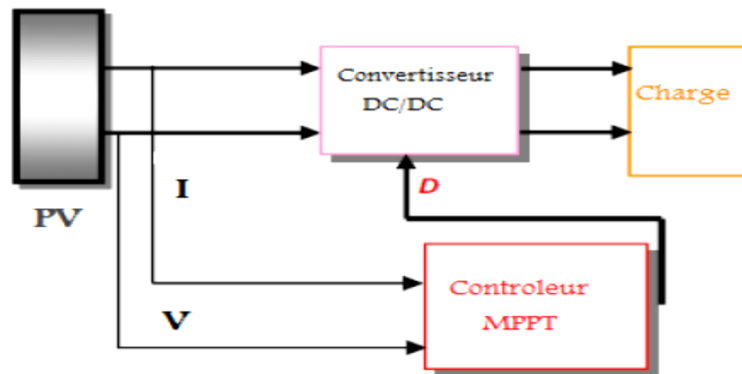 Convertisseur
DC/DC
Charge
PV
I
D
V
Controleur
MPPT